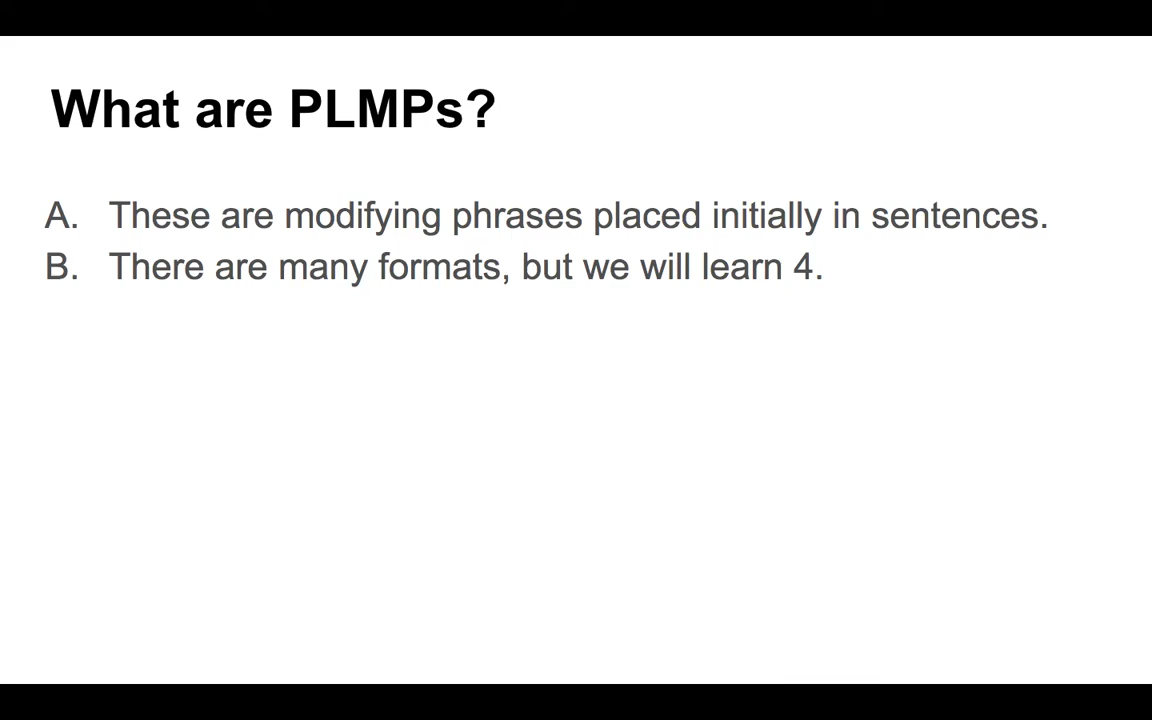 What are PLMPs?
A. These are modifying phrases placed initially in sentences.
B. There are many formats, but we will learn 4.